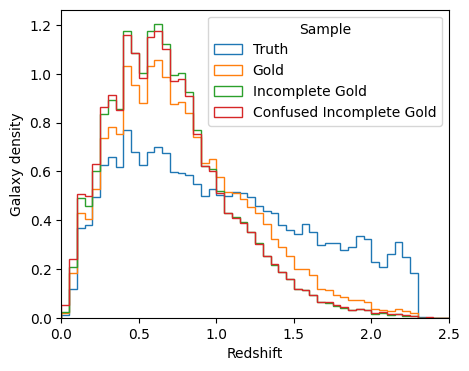 Sample
Truth
Gold
Incomplete Gold
Confused Incomplete Gold
Galaxy density
1.2
1.0
0.8
0.6
0.4
0.2
0.0
0.0 0.5 1.0 1.5 2.0 2.5
Redshift